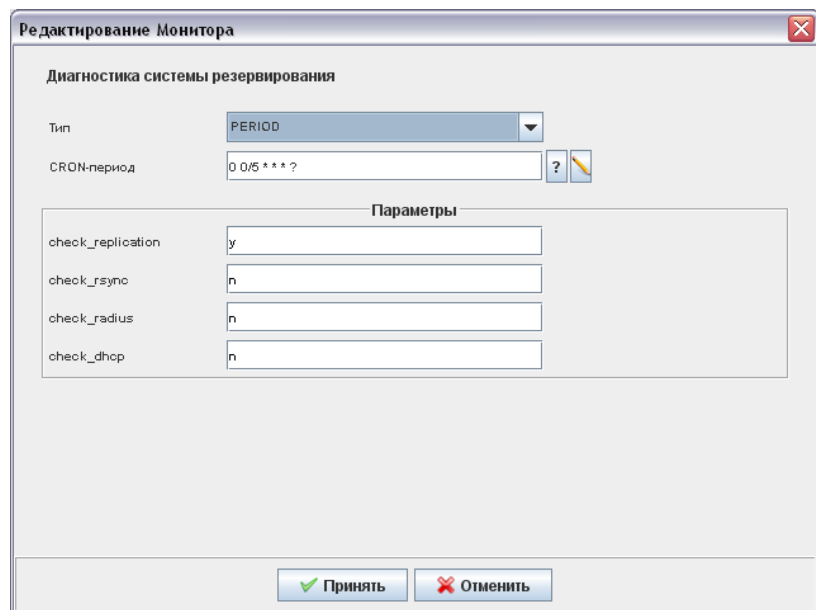 Редактирование Монитора
Диагностика системы резервирования
Тип PERIOD
CRON-период 0 0/5 * * * ? ?
Параметры
check_replication y
check_rsync n
check_radius n
check_dhcp n
Принять Отменить